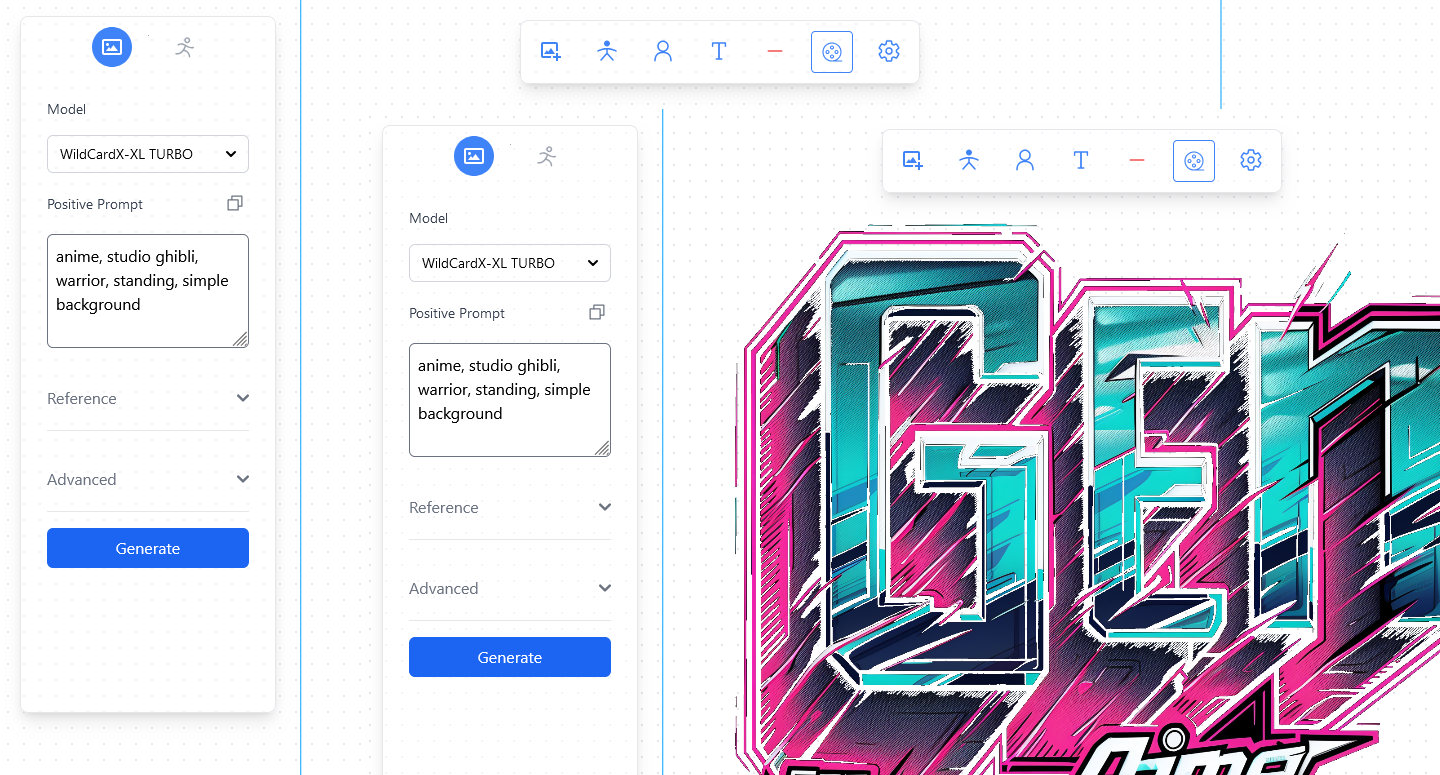 Model
WildCardX-XL TURBO
Positive Prompt
anime, studio ghibli,
warrior, standing, simple
background
Reference
Advanced
Generate
Model
WildCardX-XL TURBO
Positive Prompt
anime, studio ghibli,
warrior, standing, simple
background
Reference
Advanced
Generate